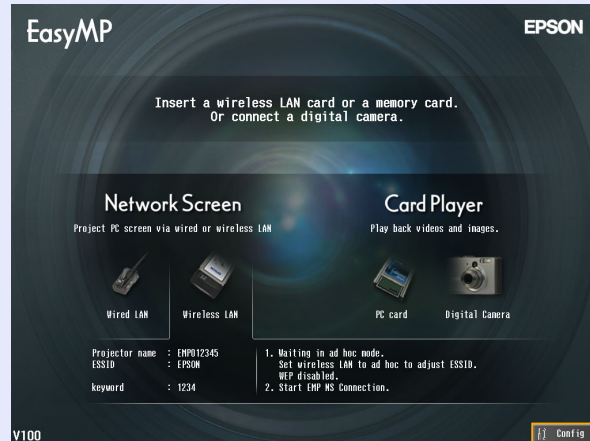 EasyMP
EPSON
Insert a wireless LAN card or a memory card.
Or connect a digital camera.
Network Screen
Project PC screen via wired or wireless LAN
Wired LAN
Wireless LAN
Card Player
Play back videos and images.
PC card
Digital Camera
Projector name : EMP012345
ESSID : EPSON
keyword : 1234
1. Waiting in ad hoc mode.
Set wireless LAN to ad hoc to adjust ESSID.
WEP disabled.
2. Start EMP NS Connection.
V100
Config